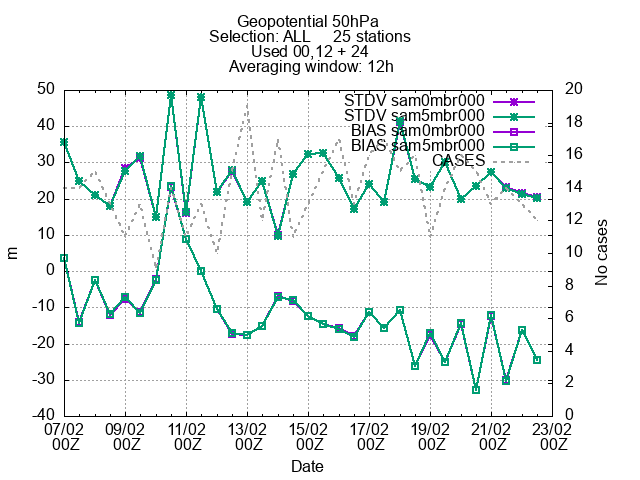 Geopotential 50hPa
Selection: ALL 25 stations
Used 00,12 + 24
Averaging window: 12h
STDV sam0mbr000
STDV sam5mbr000
BIAS sam0mbr000
BIAS sam5mbr000
CASES
50
40
30
20
10
0
-10
-20
-30
-40
m
20
18
16
14
12
10
8
6
4
2
0
No cases
07/02 09/02 11/02 13/02 15/02 17/02 19/02 21/02 23/02
00Z 00Z 00Z 00Z 00Z 00Z 00Z 00Z 00Z
Date